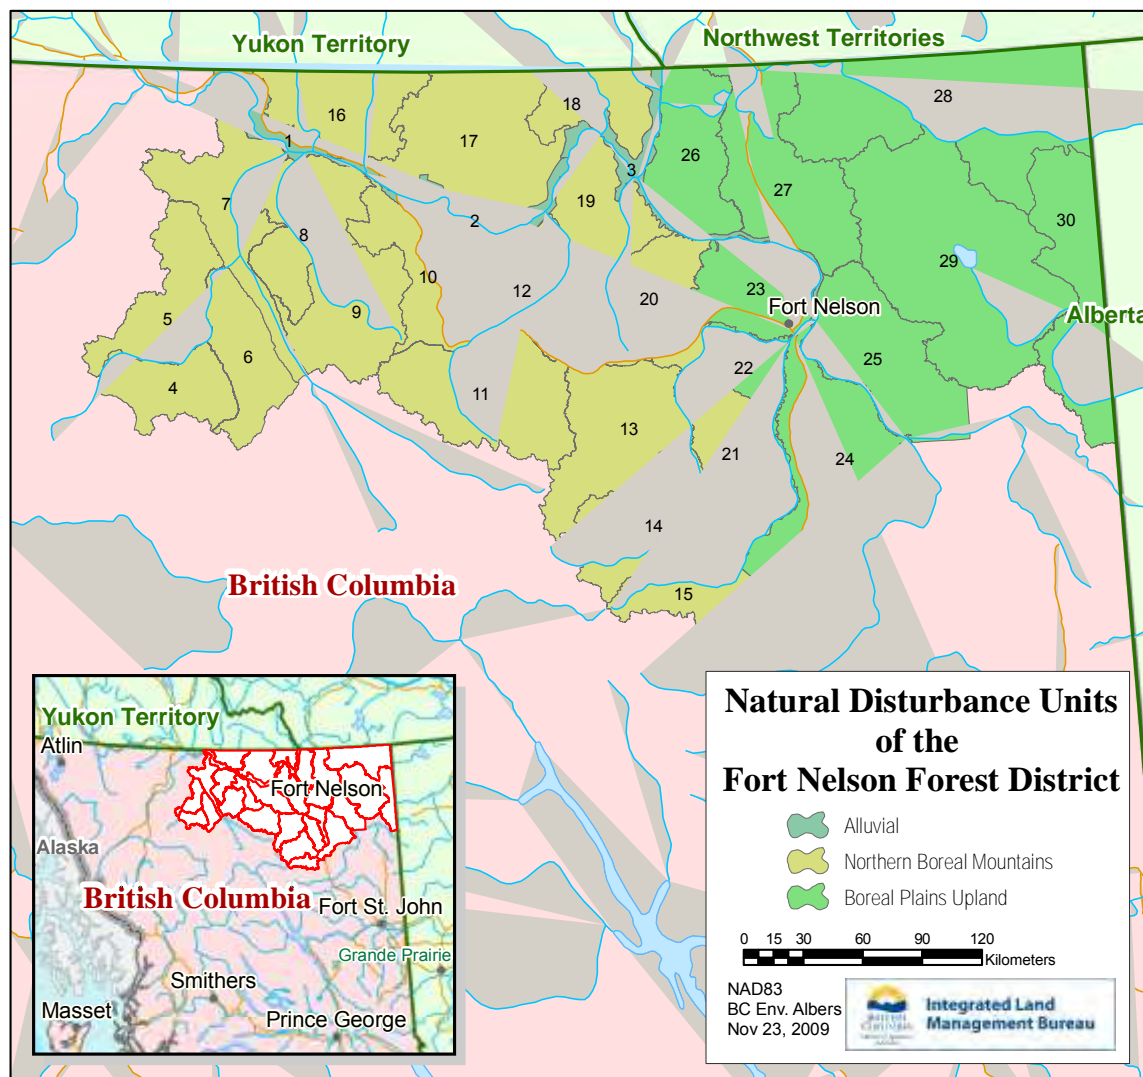 Yukon Territory
Northwest Territories
28
18
16
1
17
26
3
27
7
19
30
2
8
29
10
12
23
20
Fort Nelson
9
5
Alberta
6
22
25
4
11
13
21
24
14
15
British Columbia
Yukon Territory
Atlin
Fort Nelson
Alaska
British Columbia
Fort St. John
Grande Prairie
Smithers
Masset
Prince George
Natural Disturbance Units
of the
Fort Nelson Forest District
Alluvial
Northern Boreal Mountains
Boreal Plains Upland
0 15 30 60 90 120
Kilometers
NAD83
BC Env. Albers
Nov 23, 2009
Integrated Land
Management Bureau